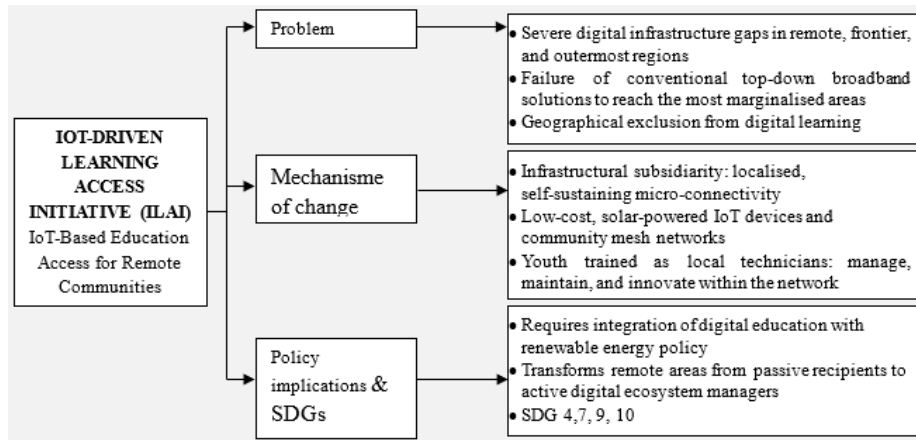 IOT-DRIVEN
LEARNING
ACCESS
INITIATIVE (ILAI)
IoT-Based Education
Access for Remote
Communities
Problem
● Severe digital infrastructure gaps in remote, frontier,
and outermost regions
● Failure of conventional top-down broadband
solutions to reach the most marginalised areas
● Geographical exclusion from digital learning
Mechanisme
of change
● Infrastructural subsidiarity: localised,
self-sustaining micro-connectivity
● Low-cost, solar-powered IoT devices and
community mesh networks
● Youth trained as local technicians: manage,
maintain, and innovate within the network
Policy
implications &
SDGs
● Requires integration of digital education with
renewable energy policy
● Transforms remote areas from passive recipients to
active digital ecosystem managers
● SDG 4,7, 9, 10